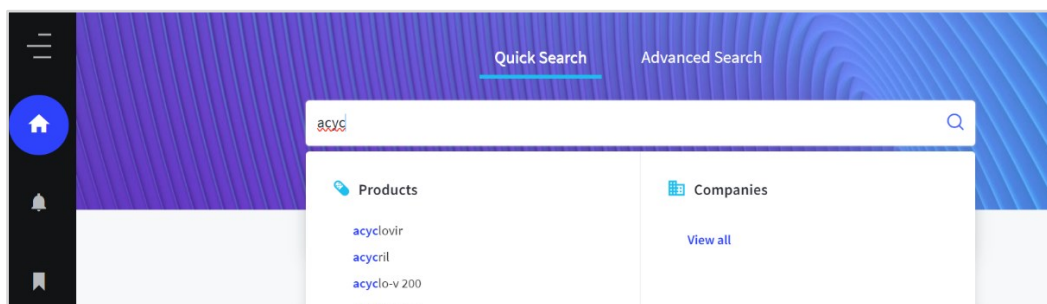 Quick Search
Advanced Search
acyc
Products
acyclovir
acycril
acyclo-v 200
Companies
View all